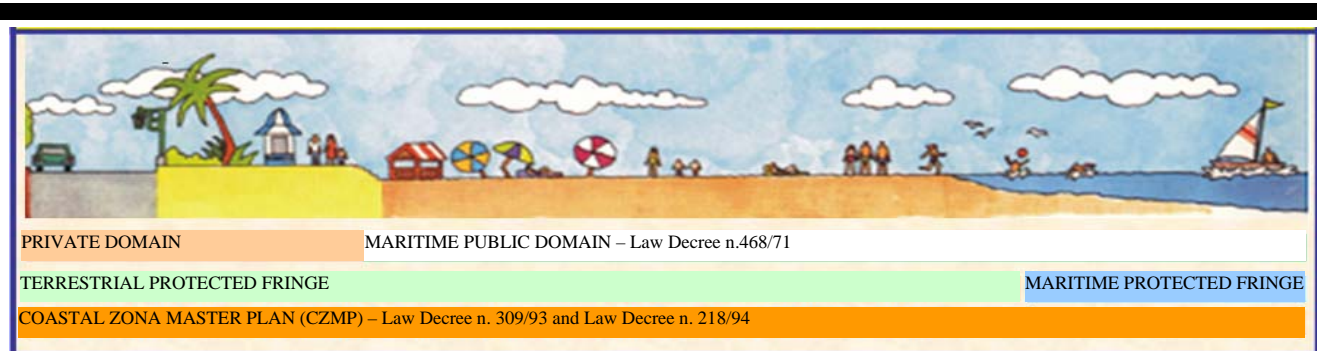 PRIVATE DOMAIN
MARITIME PUBLIC DOMAIN – Law Decree n.468/71
TERRESTRIAL PROTECTED FRINGE
MARITIME PROTECTED FRINGE
COASTAL ZONA MASTER PLAN (CZMP) – Law Decree n. 309/93 and Law Decree n. 218/94